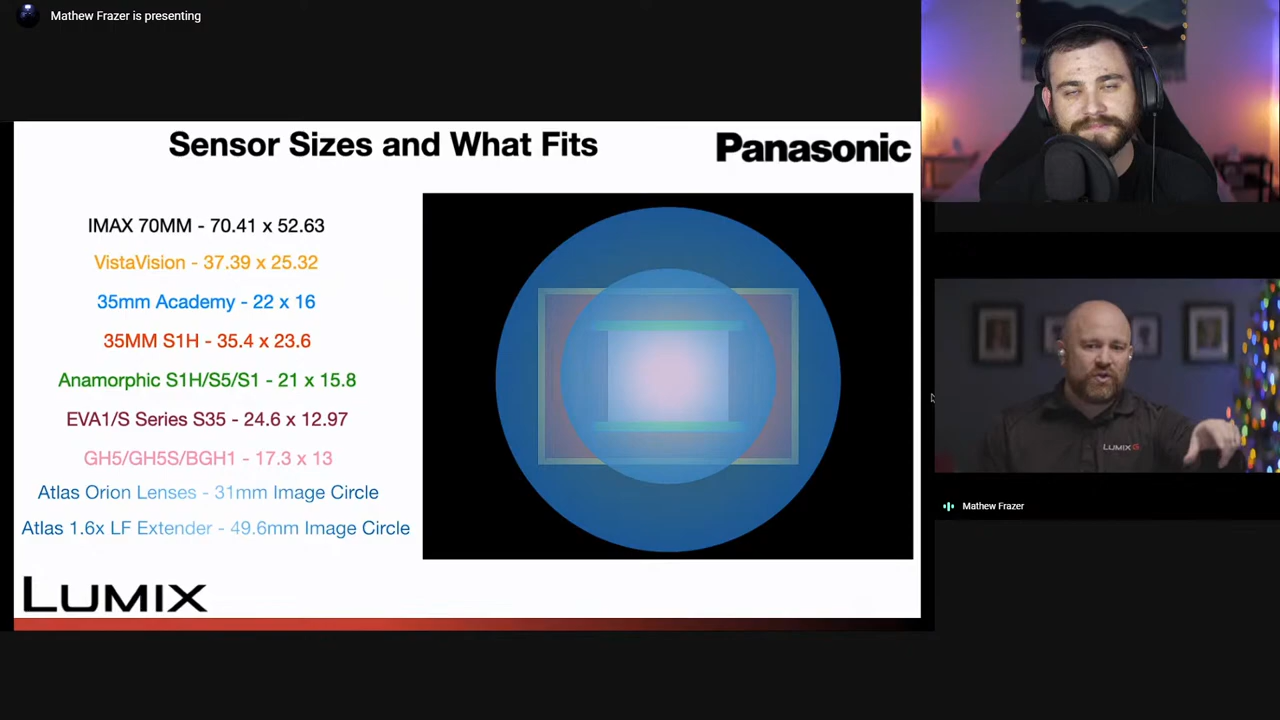 Mathew Frazer is presenting
Sensor Sizes and What Fits
Panasonic
IMAX 70MM - 70.41 x 52.63
VistaVision - 37.39 x 25.32
35mm Academy - 22 x 16
35MM S1H - 35.4 x 23.6
Anamorphic S1H/S5/S1 - 21 x 15.8
EVA1/S Series S35 - 24.6 x 12.97
GH5/GH5S/BGH1 - 17.3 x 13
Atlas Orion Lenses - 31mm Image Circle
Atlas 1.6x LF Extender - 49.6mm Image Circle
LUMIX
LUMIX G
Mathew Frazer